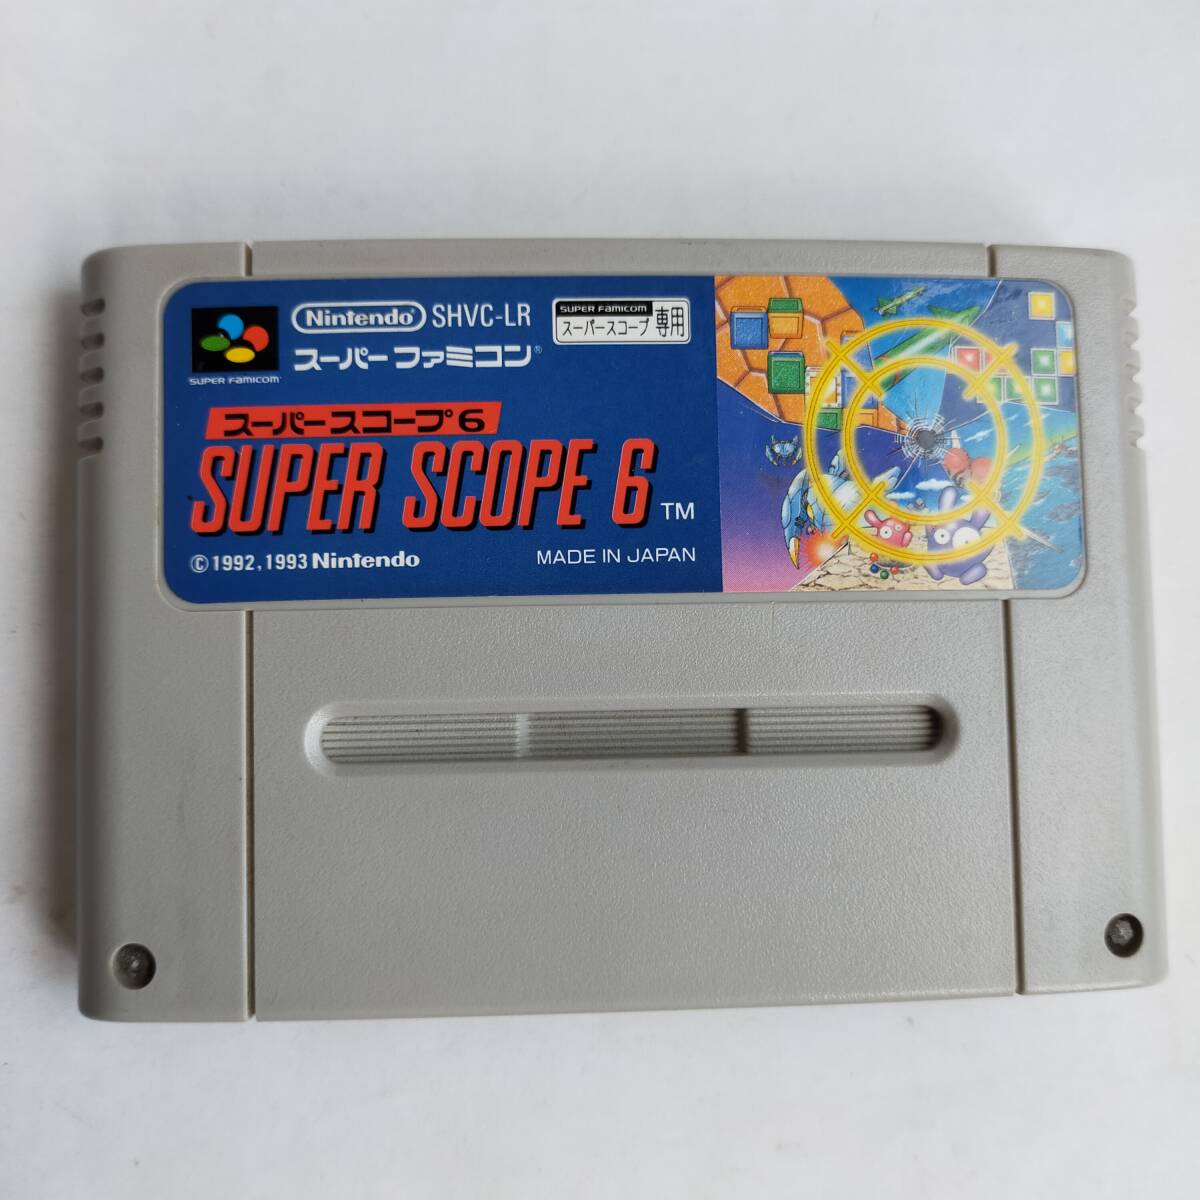 Nintendo SHVC-LR
SUPER FAMICOM
スーパースコープ 専用
SUPER FAMICOM
スーパーファミコン®
スーパースコープ6
SUPER SCOPE 6 TM
©1992,1993 Nintendo
MADE IN JAPAN